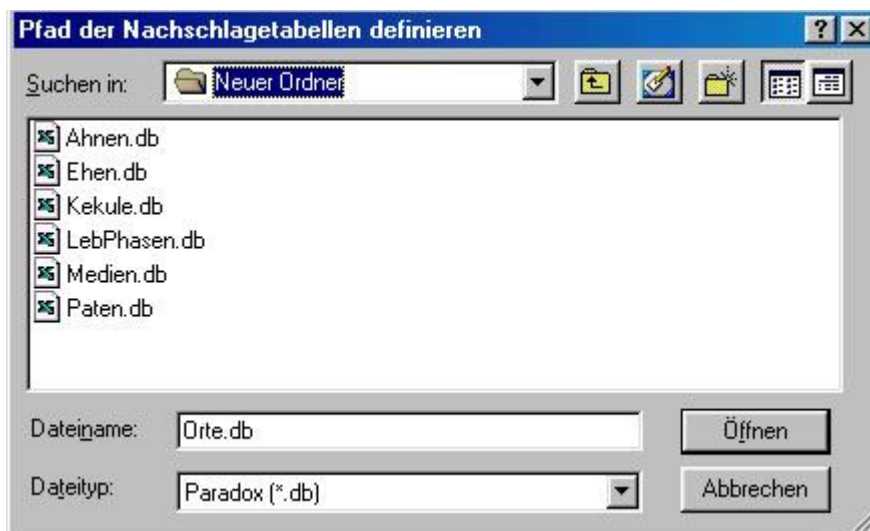 Pfad der Nachschlagetabellen definieren
Suchen in: Neuer Ordner
Ahnen.db
Ehen.db
Kekule.db
LebPhasen.db
Medien.db
Paten.db
Dateiname: Orte.db Öffnen
Dateityp: Paradox (*.db) Abbrechen